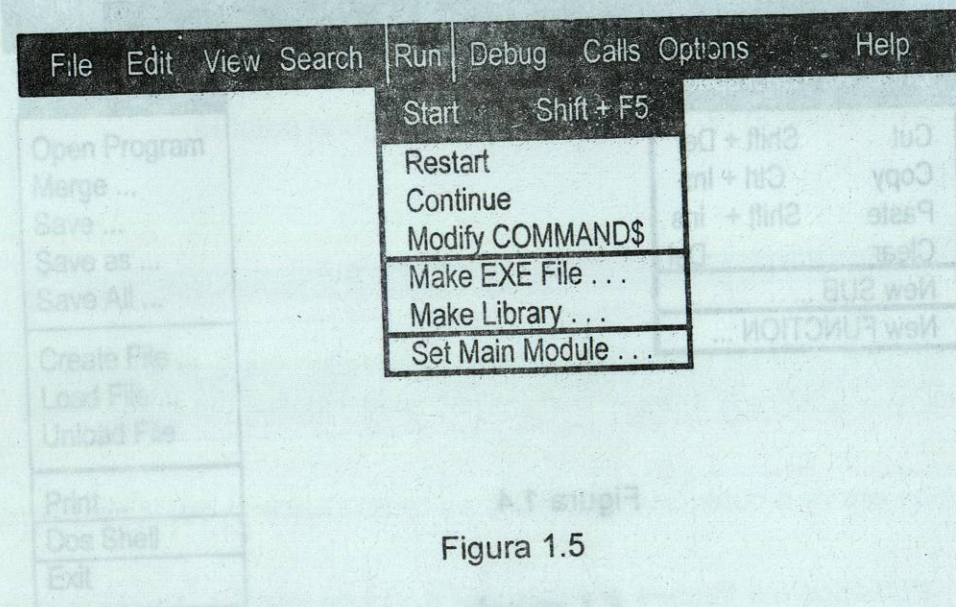 File Edit View Search Run Debug Calls Options Help
Start Shift + F5
Restart
Continue
Modify COMMAND$
Make EXE File . . .
Make Library . . .
Set Main Module . . .
Open Program
Merge ...
Save ...
Save as ...
Save All ...
Create File ...
Load File ...
Unload File
Print ...
Dos Shell
Exit
Cut Shift + De
Copy Ctrl + Ins
Paste Shift + Ins
Clear De
New SUB ...
New FUNCTION ...
Figura 1.4
Figura 1.5